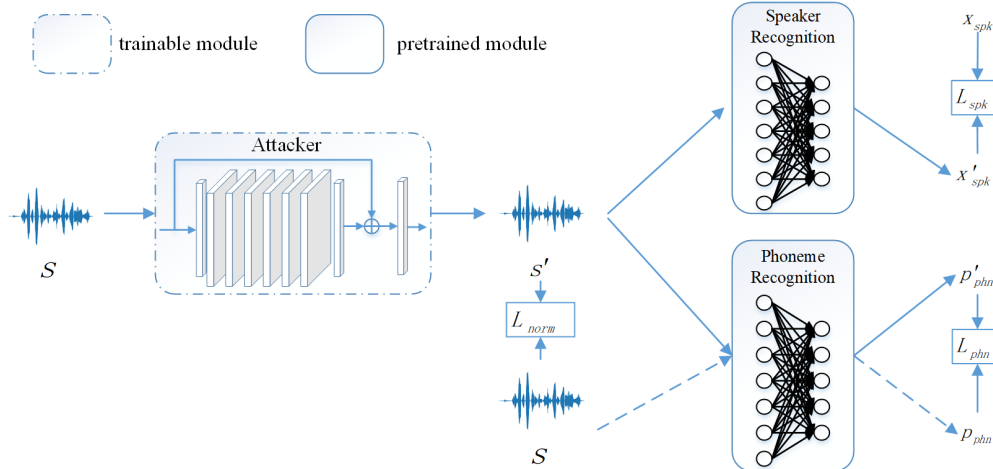 trainable module
pretrained module
Attacker
S
S'
L_norm
S
Speaker
Recognition
x_spk
L_spk
x'_spk
Phoneme
Recognition
p'_phn
L_phn
p_phn